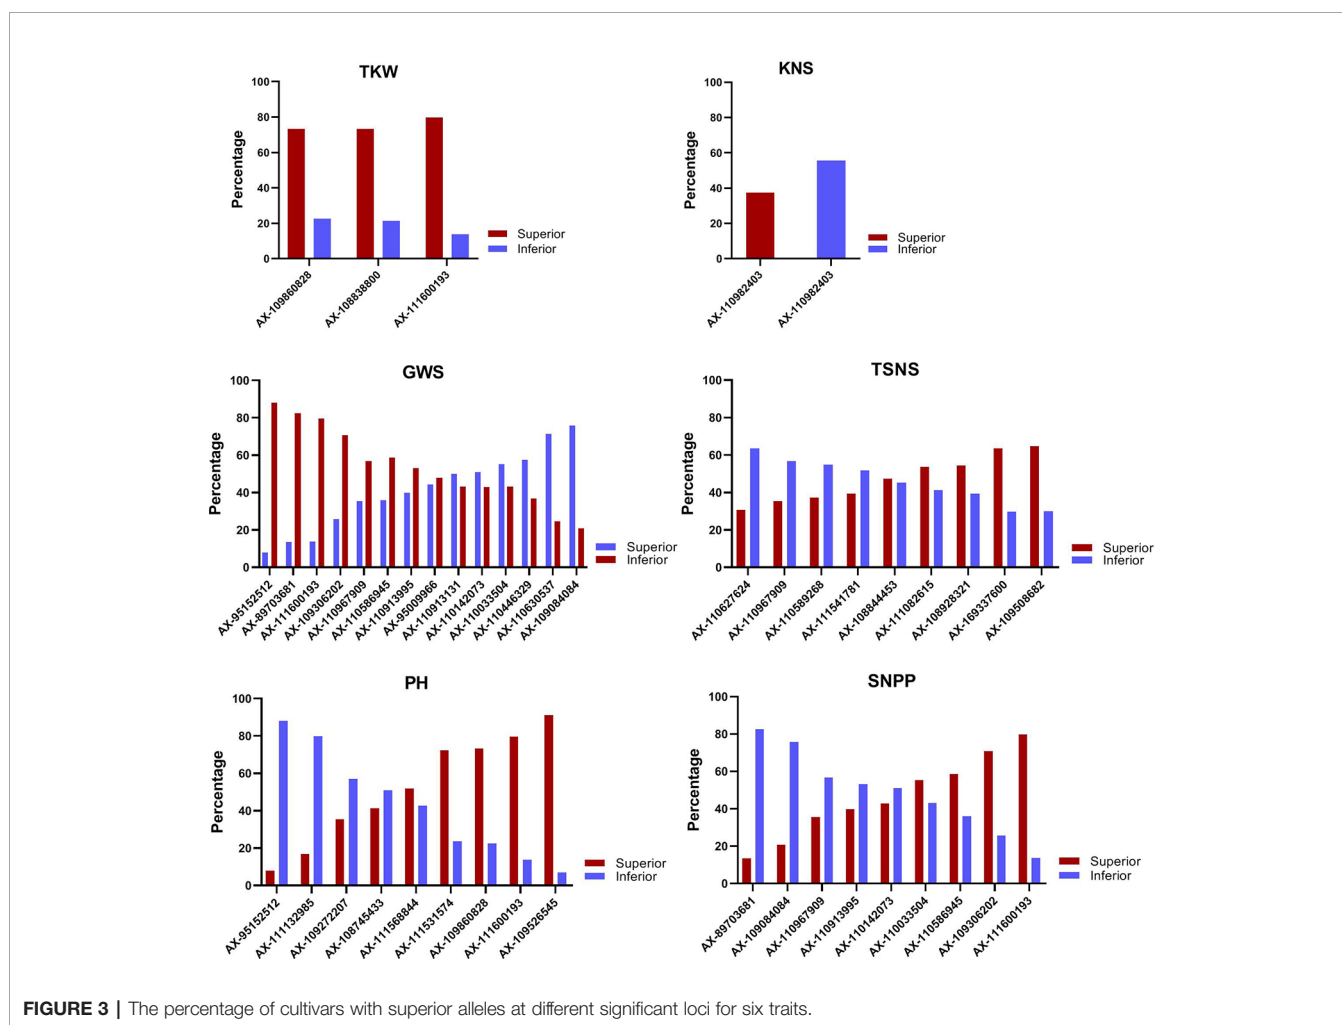 TKW
100
80
60
40
20
0
Percentage
AX-109860828
AX-108838800
AX-111600193
Superior
Inferior
KNS
100
80
60
40
20
0
Percentage
AX-110982403
AX-110982403
Superior
Inferior
GWS
100
80
60
40
20
0
Percentage
AX-95152512
AX-89703681
AX-111600193
AX-109306202
AX-110967909
AX-110586945
AX-110913995
AX-95009966
AX-110913131
AX-110142073
AX-110033504
AX-110446329
AX-110630537
AX-109084084
Superior
Inferior
TSNS
100
80
60
40
20
0
Percentage
AX-110627624
AX-110967909
AX-110589268
AX-111541781
AX-108844453
AX-111082615
AX-108928321
AX-169337600
AX-109508682
Superior
Inferior
PH
100
80
60
40
20
0
Percentage
AX-95152512
AX-111132985
AX-109272207
AX-108745433
AX-111568844
AX-111531574
AX-109860828
AX-111600193
AX-109526545
Superior
Inferior
SNPP
100
80
60
40
20
0
Percentage
AX-89703681
AX-109084084
AX-110967909
AX-110913995
AX-110142073
AX-110033504
AX-110586945
AX-109306202
AX-111600193
Superior
Inferior
FIGURE 3 | The percentage of cultivars with superior alleles at different significant loci for six traits.